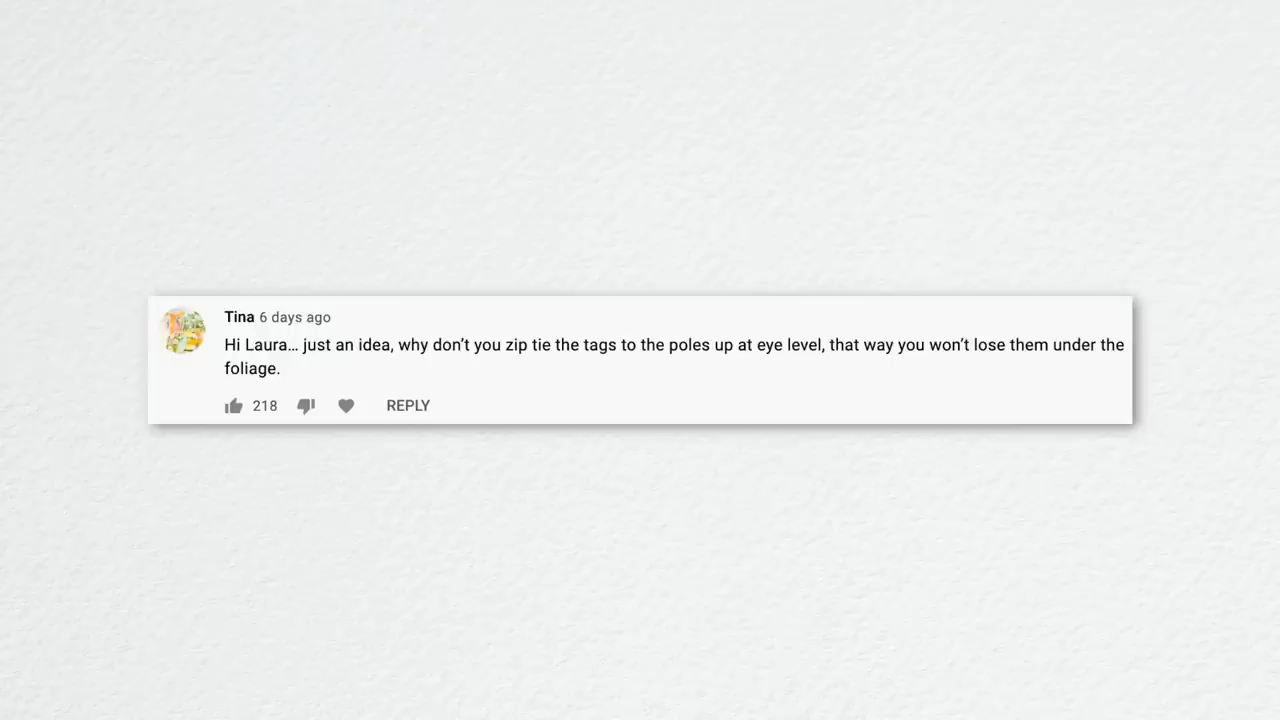 Tina 6 days ago
Hi Laura… just an idea, why don’t you zip tie the tags to the poles up at eye level, that way you won’t lose them under the
foliage.
218 REPLY